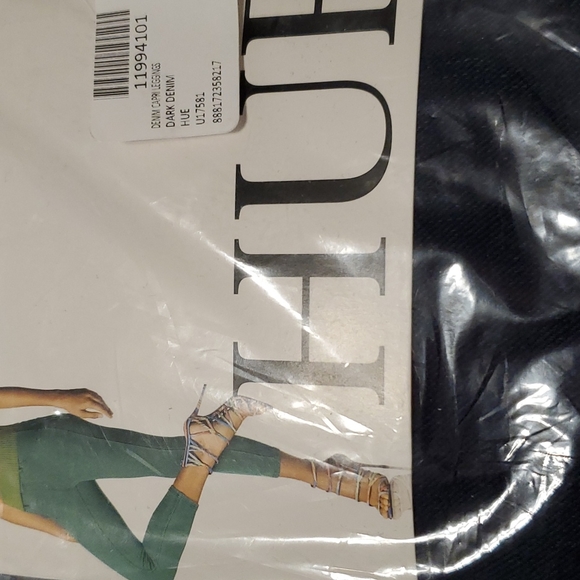 11994101
DENIM CAPRI LEGGINGS
DARK DENIM
HUE
U17581
888172358217
HUE